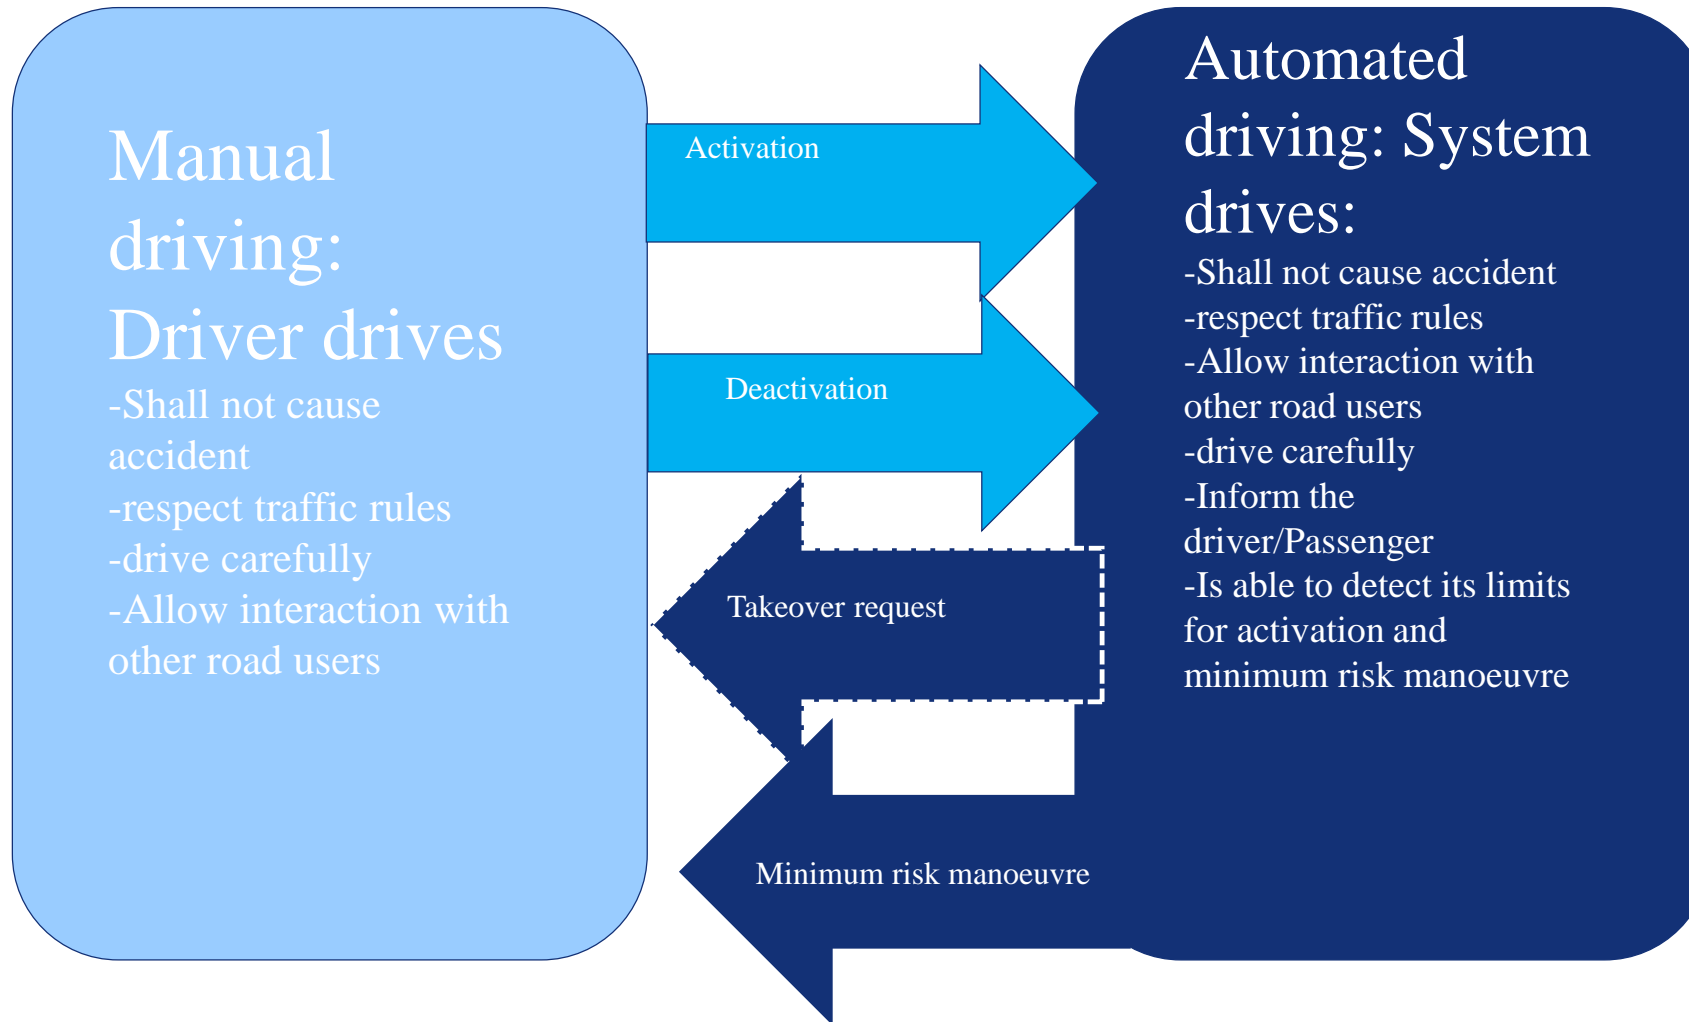 Manual
driving:
Driver drives
-Shall not cause
accident
-respect traffic rules
-drive carefully
-Allow interaction with
other road users
Activation
Deactivation
Takeover request
Minimum risk manoeuvre
Automated
driving: System
drives:
-Shall not cause accident
-respect traffic rules
-Allow interaction with
other road users
-drive carefully
-Inform the
driver/Passenger
-Is able to detect its limits
for activation and
minimum risk manoeuvre